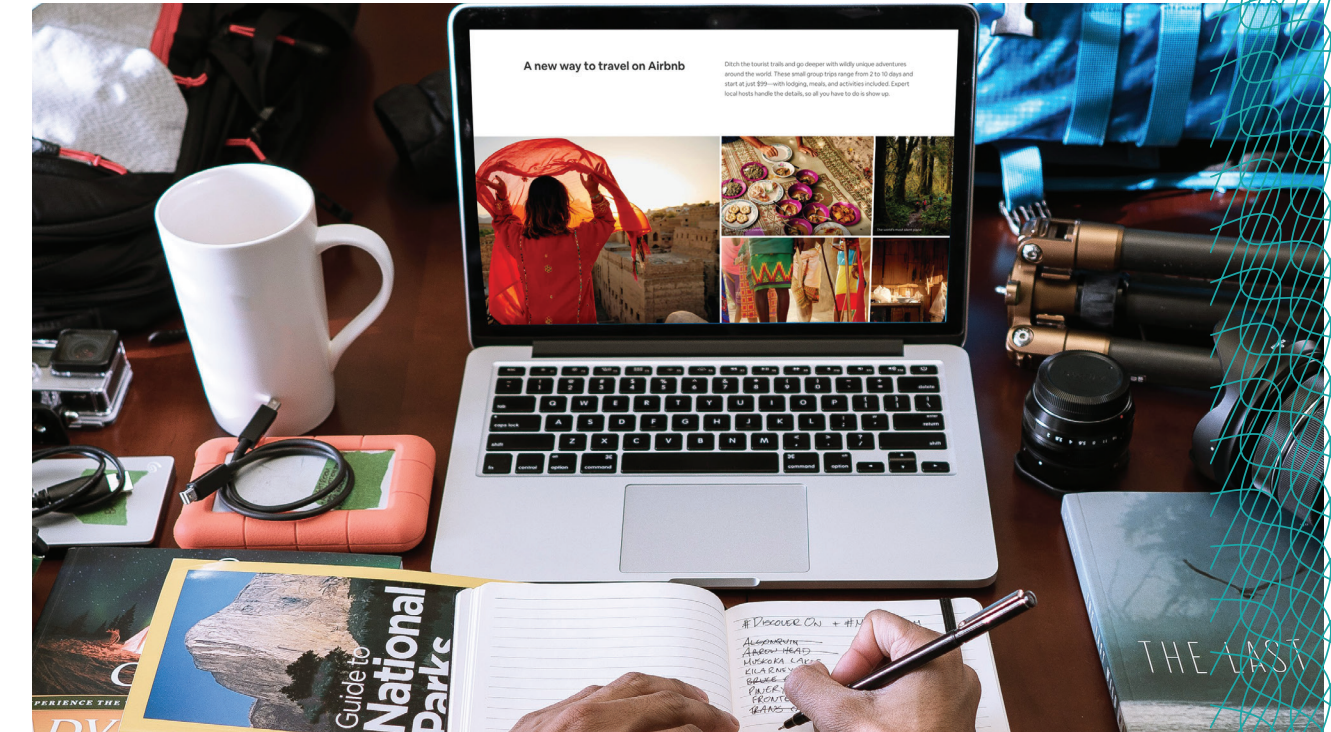 A new way to travel on Airbnb
Ditch the tourist trails and go deeper with wildly unique adventures
around the world. These small group trips range from 2 to 10 days and
start at just $99—with lodging, meals, and activities included. Expert
local hosts handle the details, so all you have to do is show up.
delete
tab
Q W E R T Y U I O P
caps lock
A S D F G H J K L
return
shift
Z X C V B N M
shift
fn control option command
command option
#DISCOVER ON + #
ALGONQUIN
ARROW HEAD
MUSKOKA
KILARNEY
BRUCE
PINERY
TRANS
Guide to
National
Parks
THE LAST